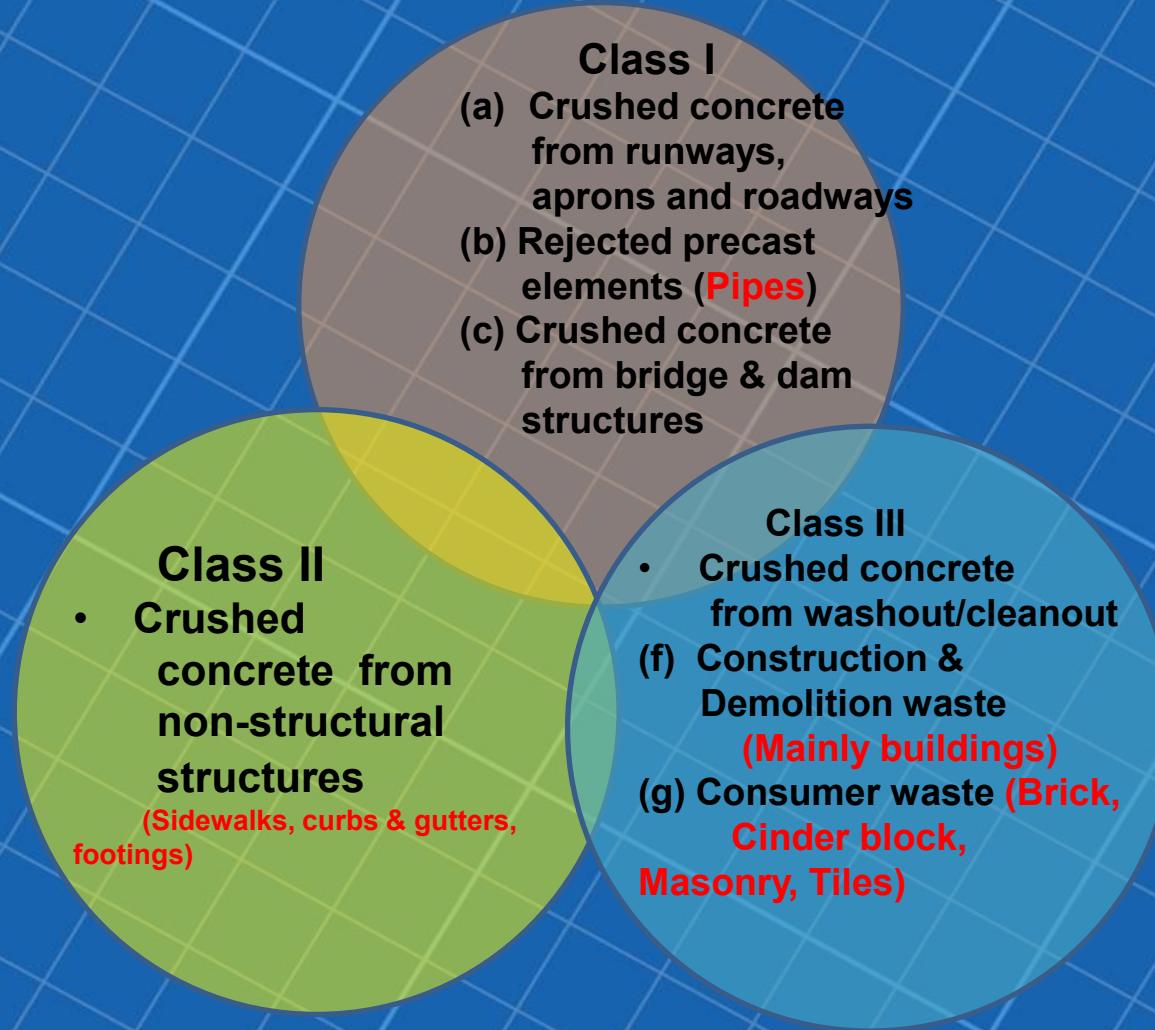 Class I
(a) Crushed concrete
from runways,
aprons and roadways
(b) Rejected precast
elements (Pipes)
(c) Crushed concrete
from bridge & dam
structures
Class II
• Crushed
concrete from
non-structural
structures
(Sidewalks, curbs & gutters,
footings)
Class III
• Crushed concrete
from washout/cleanout
(f) Construction &
Demolition waste
(Mainly buildings)
(g) Consumer waste (Brick,
Cinder block,
Masonry, Tiles)